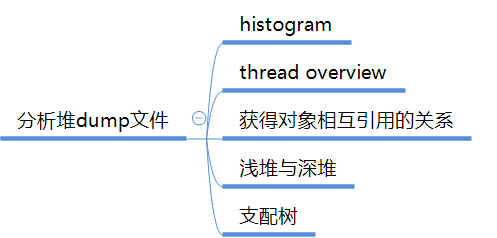 分析堆dump文件
histogram
thread overview
获得对象相互引用的关系
浅堆与深堆
支配树